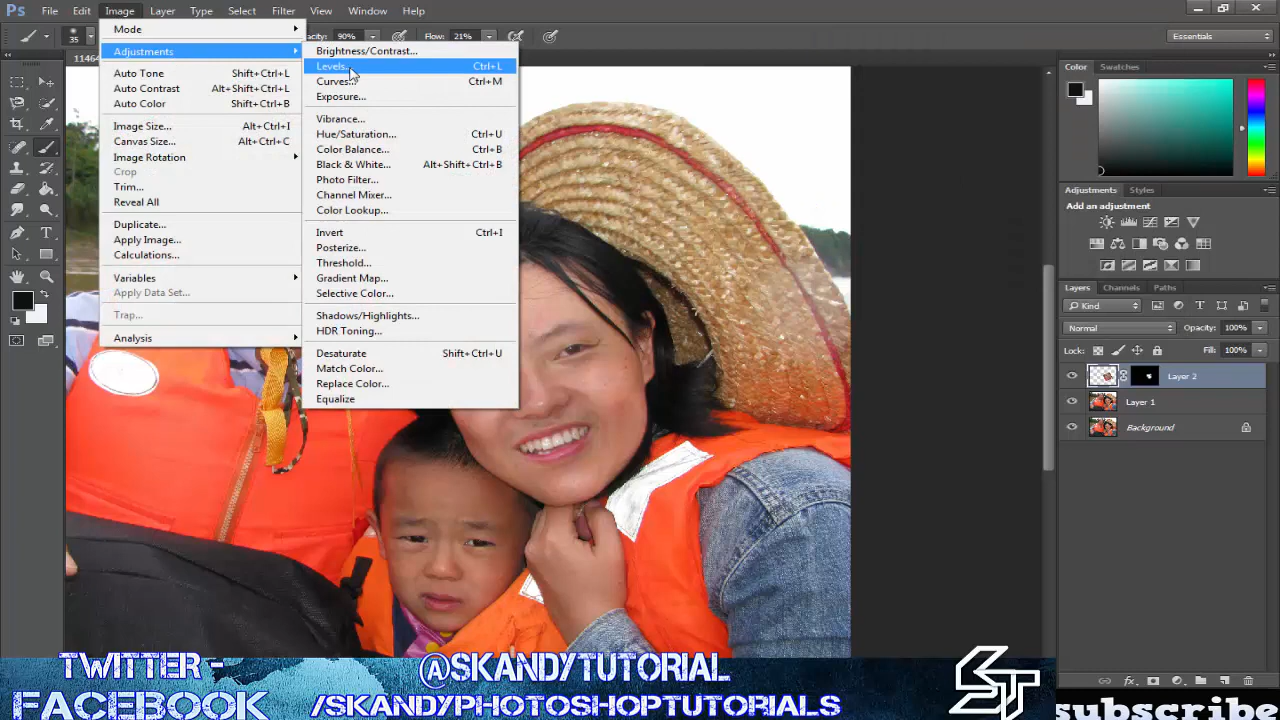 Ps File Edit Image Layer Type Select Filter View Window Help
35 Opacity: 90% Flow: 21% Essentials
Mode
Adjustments
Auto Tone Shift+Ctrl+L
Auto Contrast Alt+Shift+Ctrl+L
Auto Color Shift+Ctrl+B
Image Size... Alt+Ctrl+I
Canvas Size... Alt+Ctrl+C
Image Rotation
Crop
Trim...
Reveal All
Duplicate...
Apply Image...
Calculations...
Variables
Apply Data Set...
Trap...
Analysis
Brightness/Contrast...
Levels... Ctrl+L
Curves... Ctrl+M
Exposure...
Vibrance...
Hue/Saturation... Ctrl+U
Color Balance... Ctrl+B
Black & White... Alt+Shift+Ctrl+B
Photo Filter...
Channel Mixer...
Color Lookup...
Invert Ctrl+I
Posterize...
Threshold...
Gradient Map...
Selective Color...
Shadows/Highlights...
HDR Toning...
Desaturate Shift+Ctrl+U
Match Color...
Replace Color...
Equalize
Color Swatches
Adjustments Styles
Add an adjustment
Layers Channels Paths
Kind
Normal Opacity: 100%
Lock: Fill: 100%
Layer 2
Layer 1
Background
TWITTER - @SKANDYTUTORIAL
FACEBOOK /SKANDYPHOTOSHOPTUTORIALS
ST
subscribe